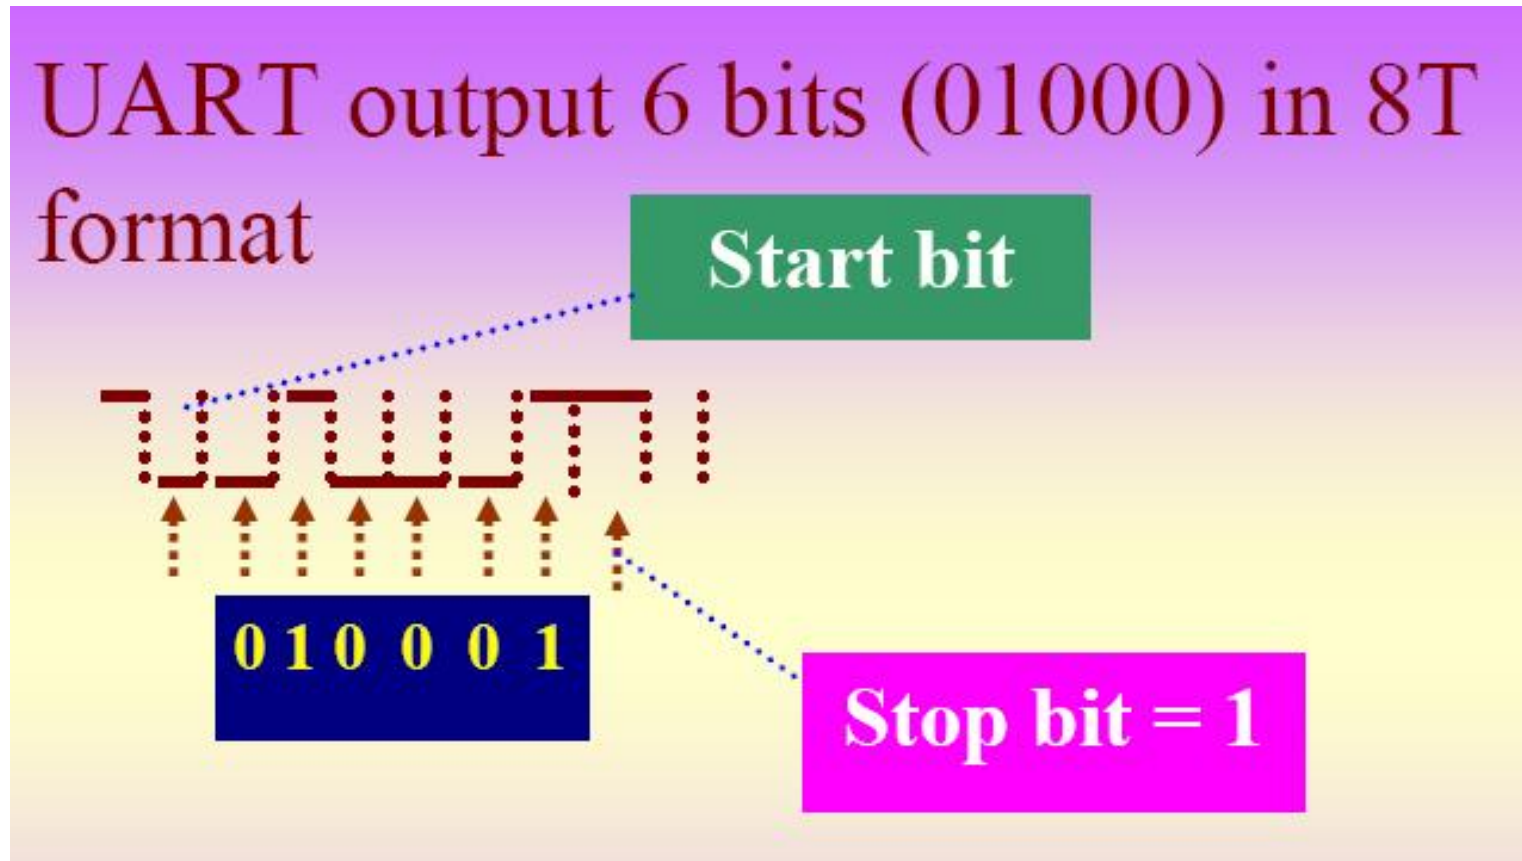 UART output 6 bits (01000) in 8T
format
Start bit
0 1 0 0 0 1
Stop bit = 1